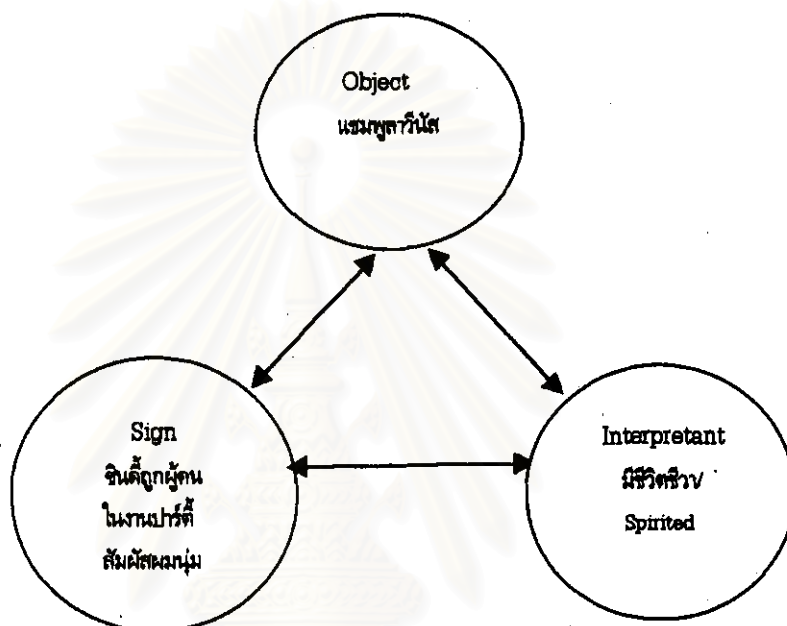 Object
แชมพูลาวีนัส
Sign
ซินดี้ถูกผู้คน
ในงานปาร์ตี้
สัมผัสผมนุ่ม
Interpretant
มีชีวิตชีวา/
Spirited